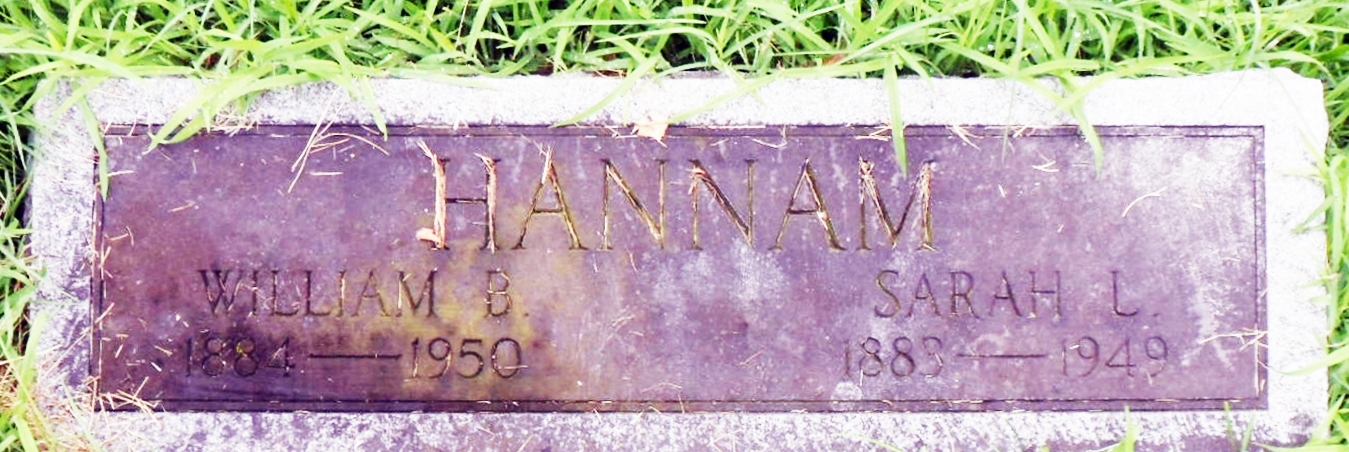 HANNAM
WILLIAM B. SARAH L.
1884 — 1950 1883 — 1949